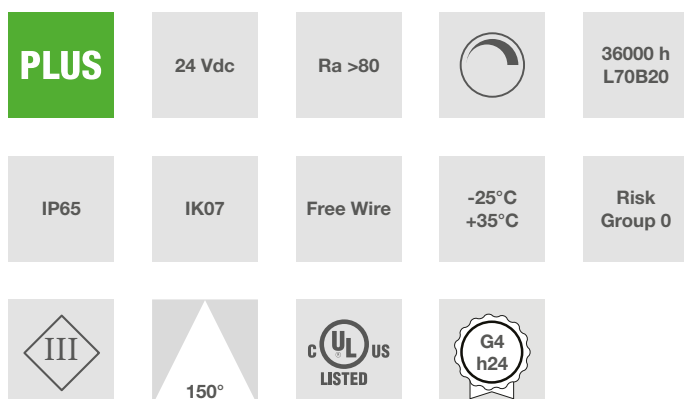 PLUS
24 Vdc
Ra >80
36000 h
L70B20
IP65
IK07
Free Wire
-25°C
+35°C
Risk
Group 0
III
150°
C UL ® US
LISTED
G4
h24